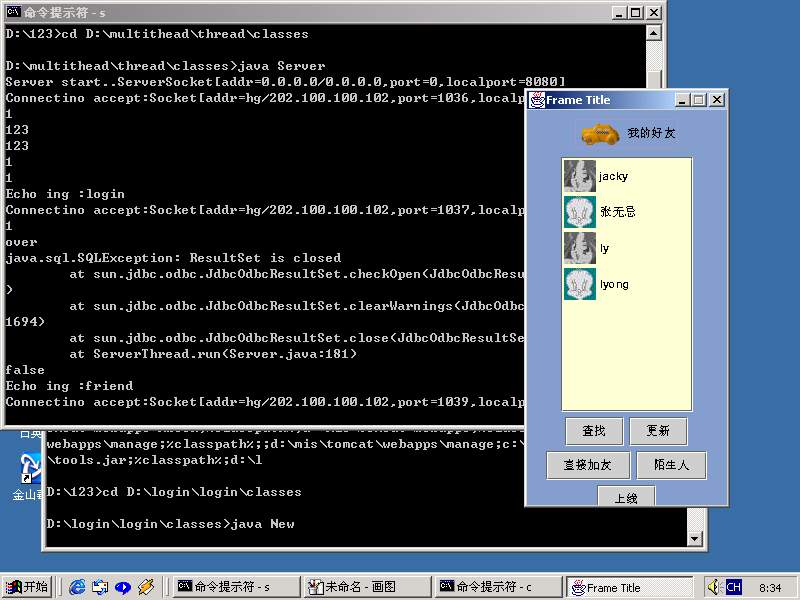 命令提示符 - s
D:\123>cd D:\multithead\thread\classes
D:\multithead\thread\classes>java Server
Server start..ServerSocket[addr=0.0.0.0/0.0.0.0,port=0,localport=8080]
Connectino accept:Socket[addr=hg/202.100.100.102,port=1036,localp
1
123
123
1
1
Echo ing :login
Connectino accept:Socket[addr=hg/202.100.100.102,port=1037,localp
1
over
java.sql.SQLException: ResultSet is closed
at sun.jdbc.odbc.JdbcOdbcResultSet.checkOpen(JdbcOdbcResu
)
at sun.jdbc.odbc.JdbcOdbcResultSet.clearWarnings(JdbcOdbc
1694)
at sun.jdbc.odbc.JdbcOdbcResultSet.close(JdbcOdbcResultSe
at ServerThread.run(Server.java:181)
false
Echo ing :friend
Connectino accept:Socket[addr=hg/202.100.100.102,port=1039,localp
Frame Title
我的好友
jacky
张无忌
ly
lyong
查找 更新
直接加友 陌生人
上线
webapps\manage;%classpath%;;d:\mis\tomcat\webapps\manage;c:\
\tools.jar;%classpath%;d:\l
D:\123>cd D:\login\login\classes
D:\login\login\classes>java New
金山
开始 命令提示符 - s 未命名 - 画图 命令提示符 - c Frame Title CH 8:34